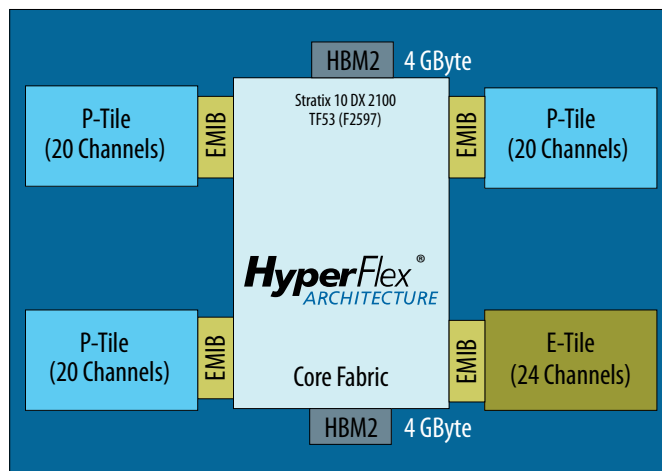 HBM2 4 GByte
Stratix 10 DX 2100
TF53 (F2597)
P-Tile
(20 Channels)
EMIB
EMIB
P-Tile
(20 Channels)
HyperFlex®
ARCHITECTURE
P-Tile
(20 Channels)
EMIB
Core Fabric
EMIB
E-Tile
(24 Channels)
HBM2 4 GByte